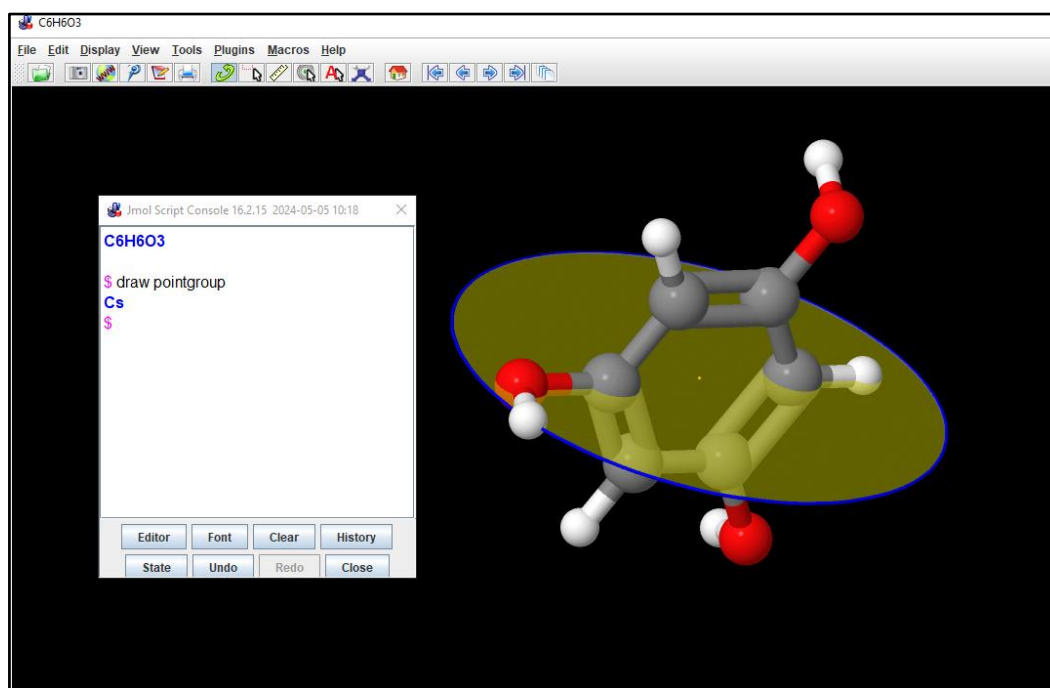 C6H6O3
File Edit Display View Tools Plugins Macros Help
Jmol Script Console 16.2.15 2024-05-05 10:18
C6H6O3
$ draw pointgroup
Cs
$
Editor Font Clear History
State Undo Redo Close